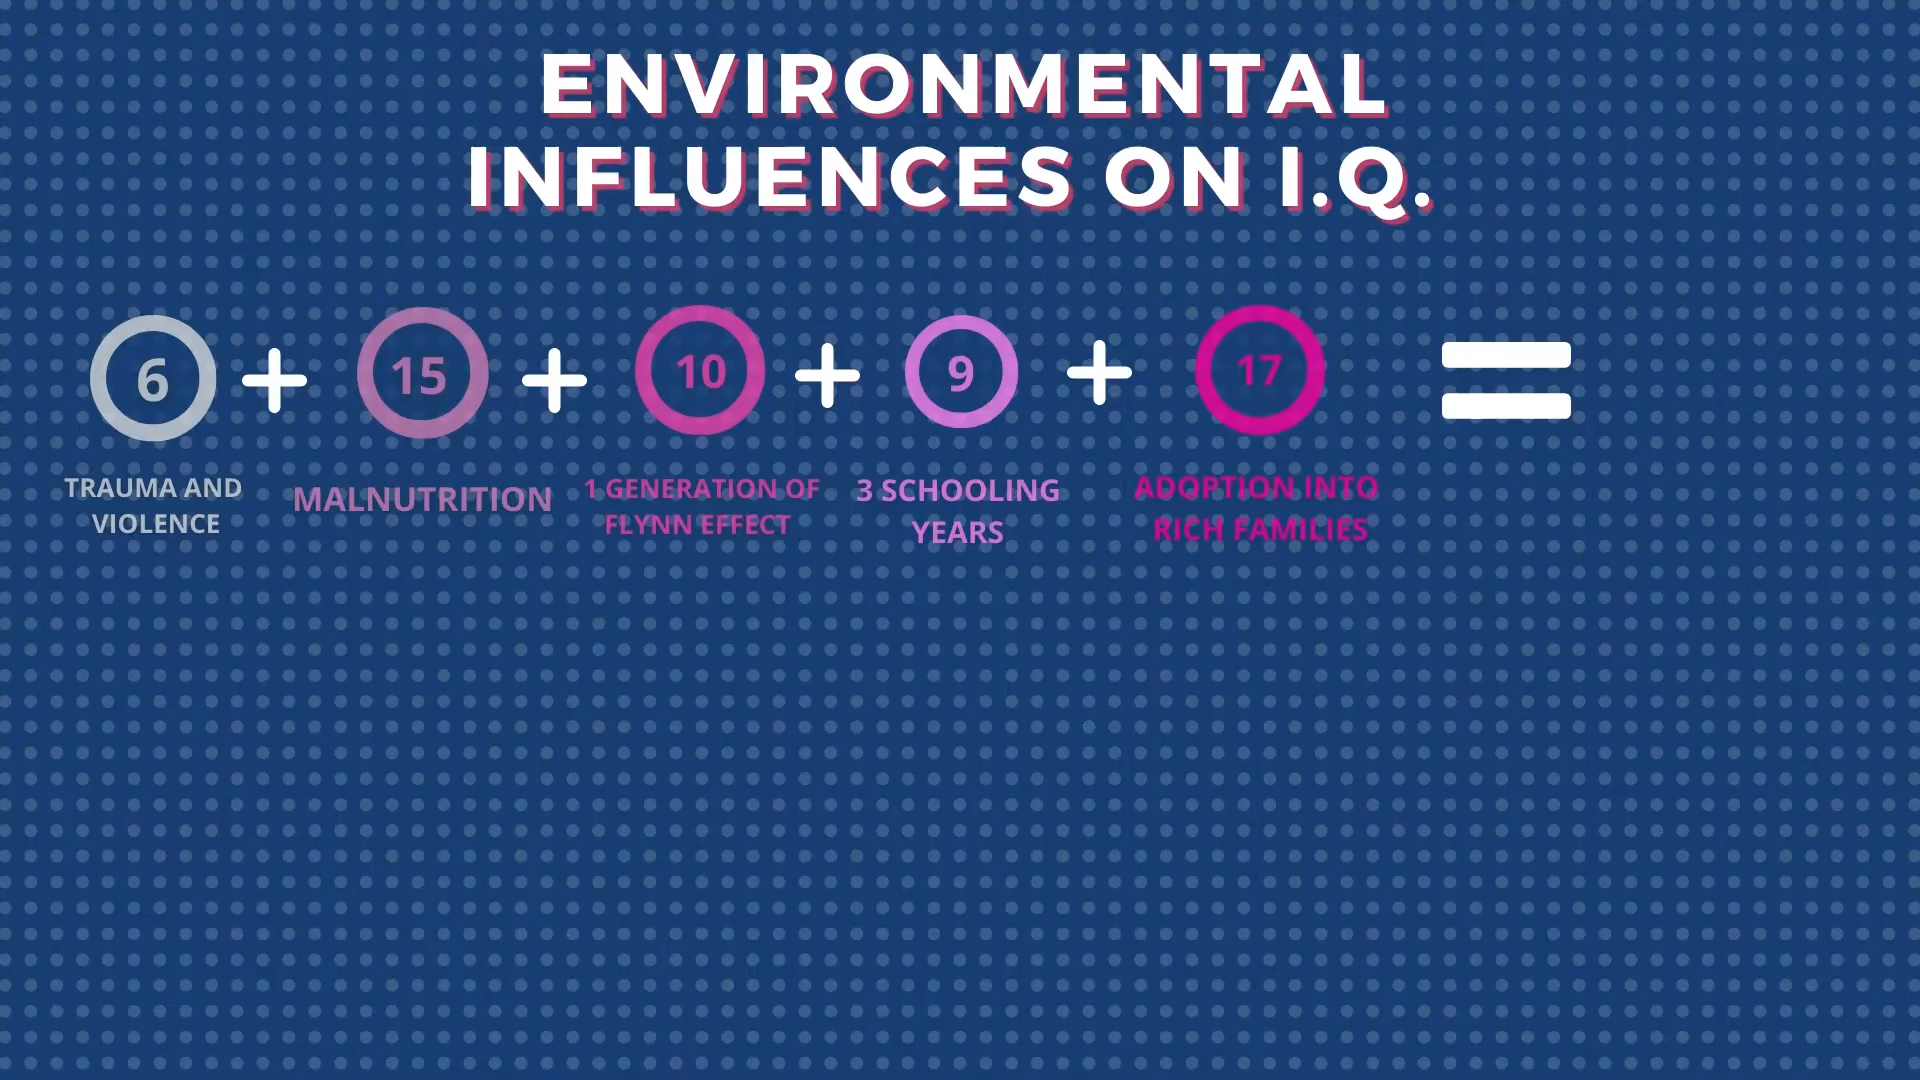 ENVIRONMENTAL
INFLUENCES ON I.Q.
6 + 15 + 10 + 9 + 17 =
TRAUMA AND
VIOLENCE
MALNUTRITION
1 GENERATION OF
FLYNN EFFECT
3 SCHOOLING
YEARS
ADOPTION INTO
RICH FAMILIES